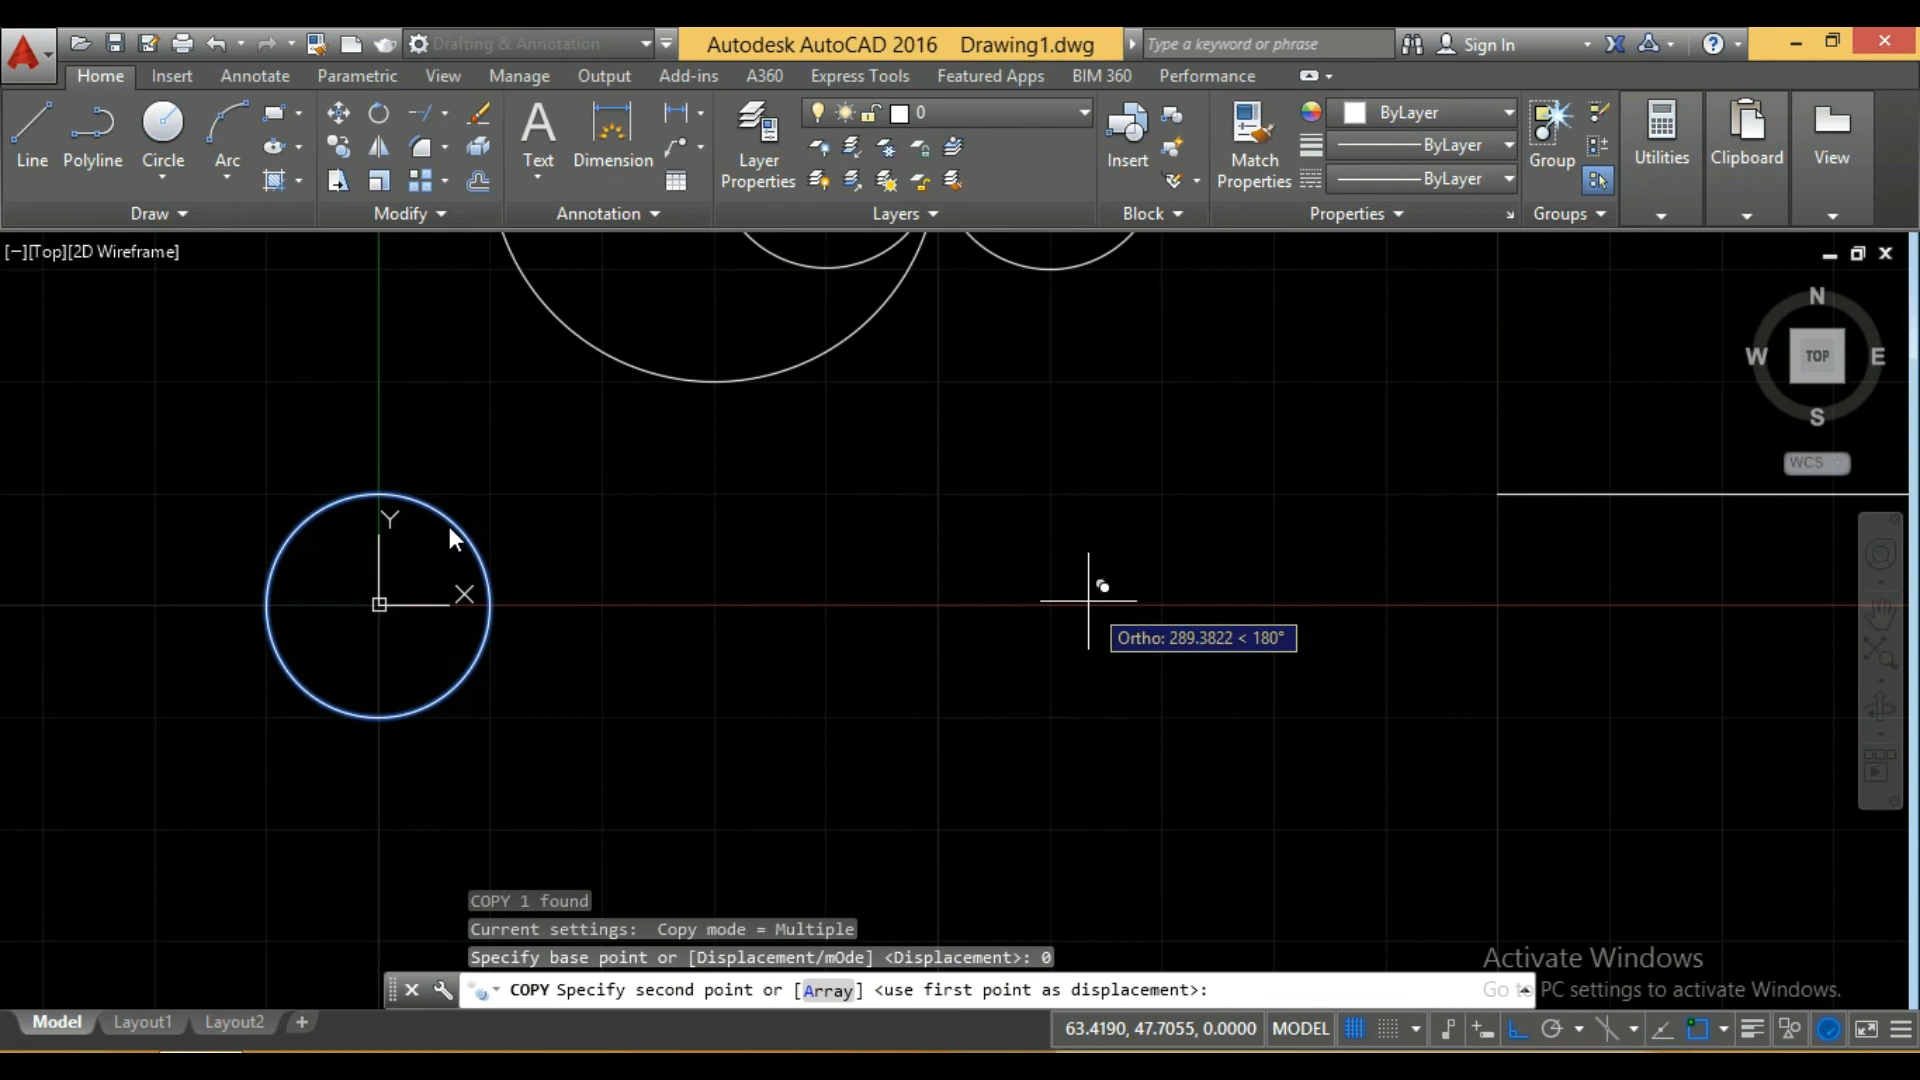 Drafting & Annotation
Autodesk AutoCAD 2016 Drawing1.dwg
Type a keyword or phrase
Sign In
Home Insert Annotate Parametric View Manage Output Add-ins A360 Express Tools Featured Apps BIM 360 Performance
0
ByLayer
ByLayer
ByLayer
Line Polyline Circle Arc
Text Dimension
Layer Properties
Insert
Match Properties
Group
Utilities
Clipboard
View
Draw Modify Annotation Layers Block Properties Groups
[−][Top][2D Wireframe]
N
W TOP E
S
WCS
Y
X
Ortho: 289.3822 < 180°
COPY 1 found
Current settings: Copy mode = Multiple
Specify base point or [Displacement/mOde] <Displacement>: 0
COPY Specify second point or [Array] <use first point as displacement>:
Activate Windows
Go to PC settings to activate Windows.
Model Layout1 Layout2 +
63.4190, 47.7055, 0.0000 MODEL